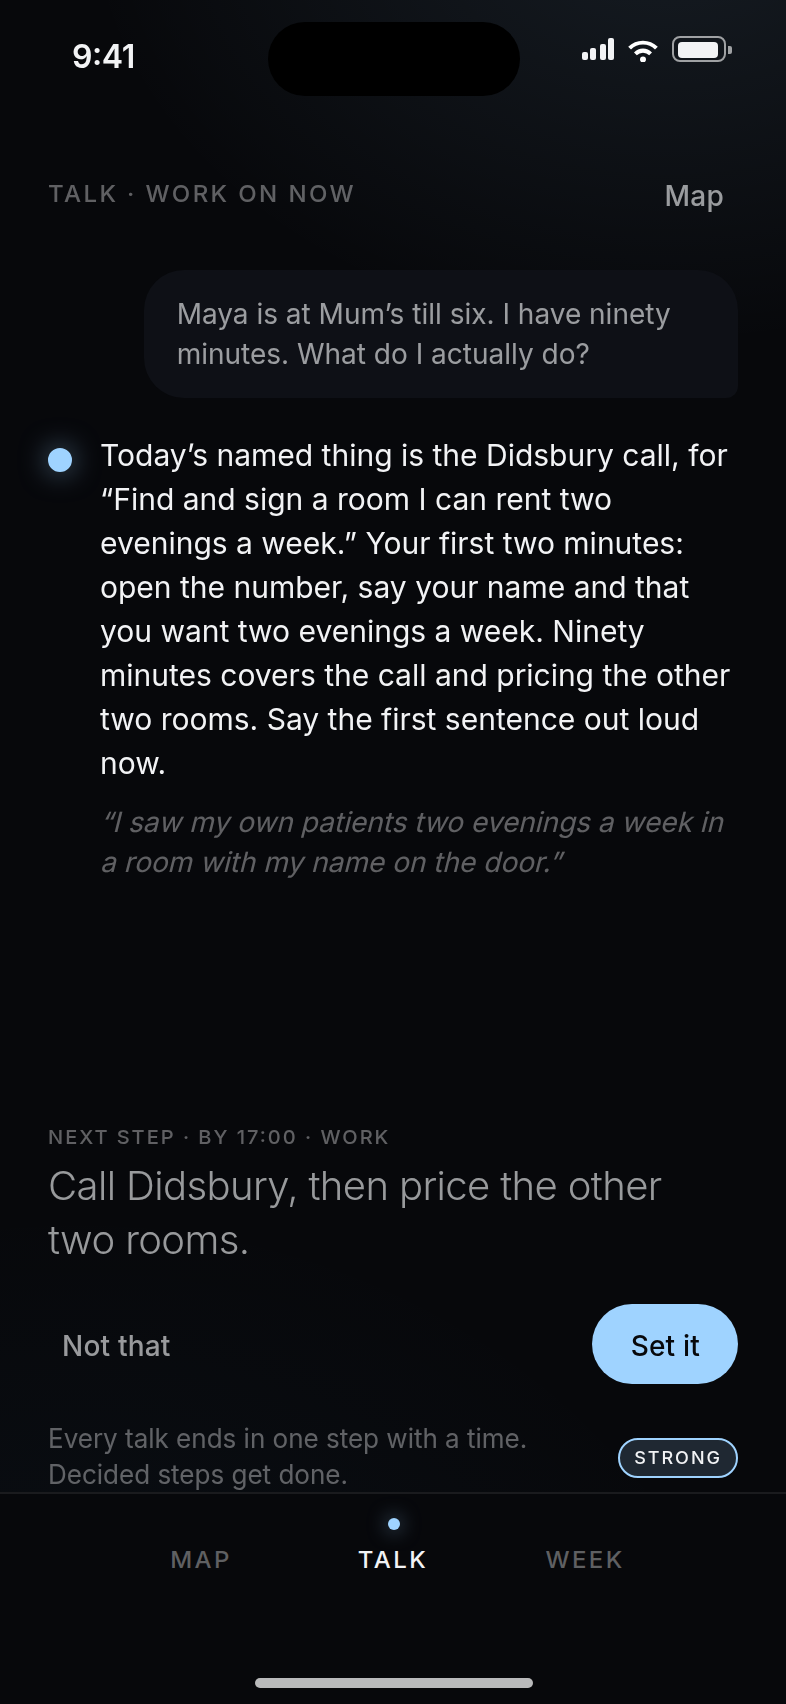 9:41
TALK · WORK ON NOW
Map
Maya is at Mum’s till six. I have ninety
minutes. What do I actually do?
Today’s named thing is the Didsbury call, for
“Find and sign a room I can rent two
evenings a week.” Your first two minutes:
open the number, say your name and that
you want two evenings a week. Ninety
minutes covers the call and pricing the other
two rooms. Say the first sentence out loud
now.
“I saw my own patients two evenings a week in
a room with my name on the door.”
NEXT STEP · BY 17:00 · WORK
Call Didsbury, then price the other
two rooms.
Not that
Set it
Every talk ends in one step with a time.
Decided steps get done.
STRONG
MAP
TALK
WEEK